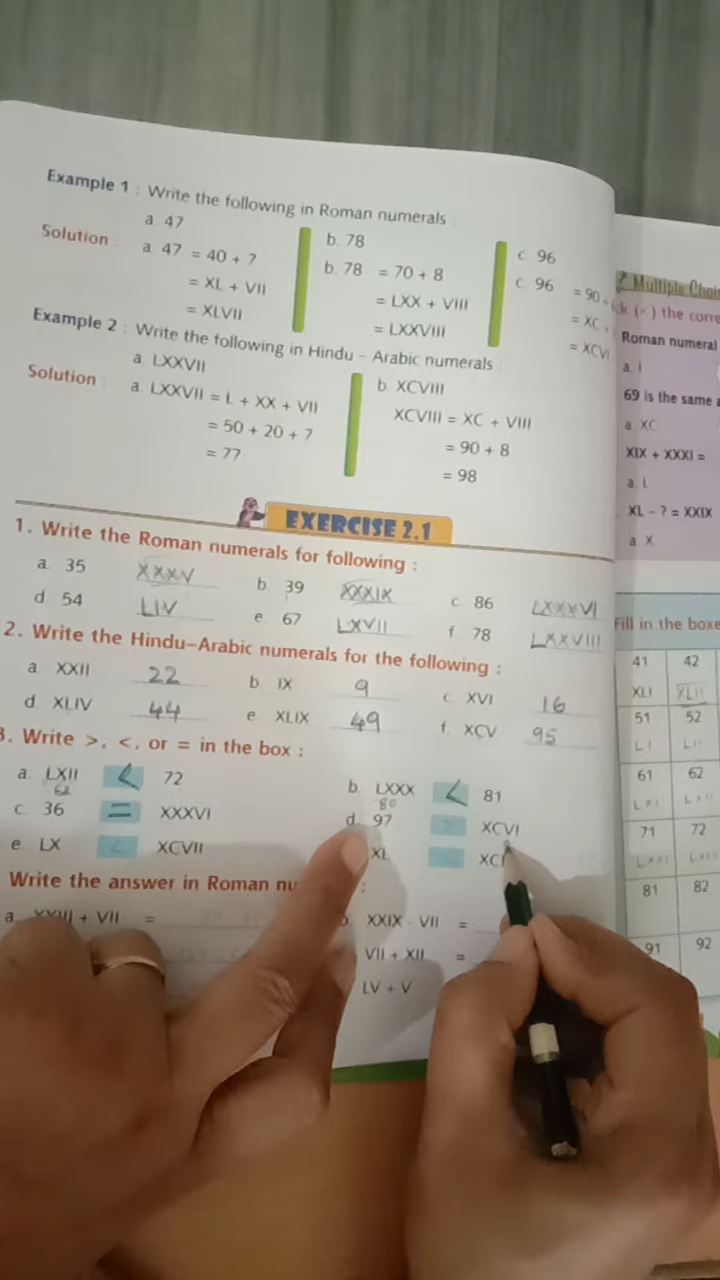 Example 1 : Write the following in Roman numerals
a. 47 b. 78 c. 96
Solution : a. 47 = 40 + 7 b. 78 = 70 + 8 c. 96 = 90 +
= XL + VII = LXX + VIII = XC +
= XLVII = LXXVIII = XCVI
Example 2 : Write the following in Hindu - Arabic numerals :
a. LXXVII b. XCVIII
Solution : a. LXXVII = L + XX + VII XCVIII = XC + VIII
= 50 + 20 + 7 = 90 + 8
= 77 = 98
EXERCISE 2.1
1. Write the Roman numerals for following :
a. 35 XXXV b. 39 XXXIX c. 86 LXXXVI
d. 54 LIV e. 67 LXVII f. 78 LXXVIII
2. Write the Hindu-Arabic numerals for the following :
a. XXII 22 b. IX 9 c. XVI 16
d. XLIV 44 e. XLIX 49 f. XCV 95
3. Write >, <, or = in the box :
a. LXII < 72 b. LXXX < 81
62 80
c. 36 = XXXVI d. 97 XCVI
e. LX XCVII XL
Write the answer in Roman
+ VII = XXIX - VII =
VII + XII =
LV + V
Multiple
the corre
Roman numeral
a. I
69 is the same
a. XC
XIX + XXXI =
a. L
XL - ? = XXIX
a. X
Fill in the boxe
41 42
XLI XLII
51 52
LI LII
61 62
LXI
71 72
81 82
91 92